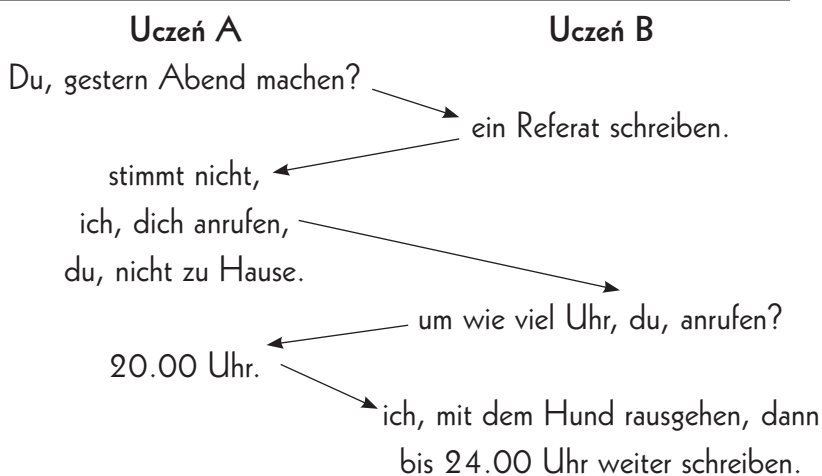 Uczeń A
Uczeń B
Du, gestern Abend machen?
ein Referat schreiben.
stimmt nicht,
ich, dich anrufen,
du, nicht zu Hause.
um wie viel Uhr, du, anrufen?
20.00 Uhr.
ich, mit dem Hund rausgehen, dann
bis 24.00 Uhr weiter schreiben.